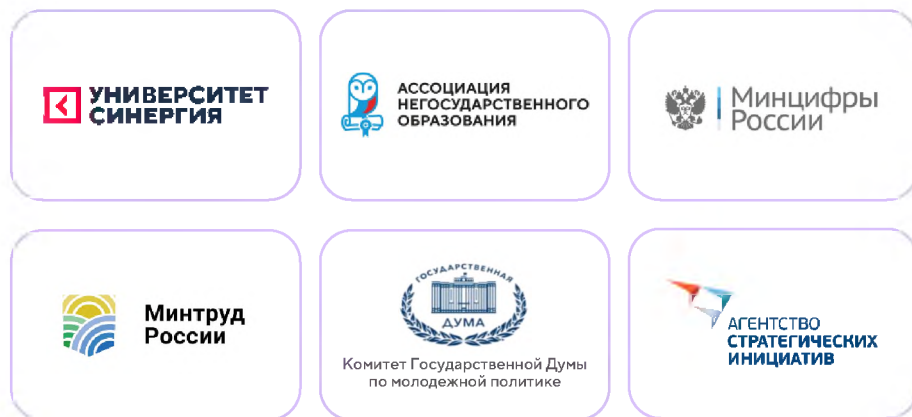 УНИВЕРСИТЕТ
СИНЕРГИЯ
АССОЦИАЦИЯ
НЕГОСУДАРСТВЕННОГО
ОБРАЗОВАНИЯ
Минцифры
России
Минтруд
России
ГОСУДАРСТВЕННАЯ
ДУМА
Комитет Государственной Думы
по молодежной политике
АГЕНТСТВО
СТРАТЕГИЧЕСКИХ
ИНИЦИАТИВ